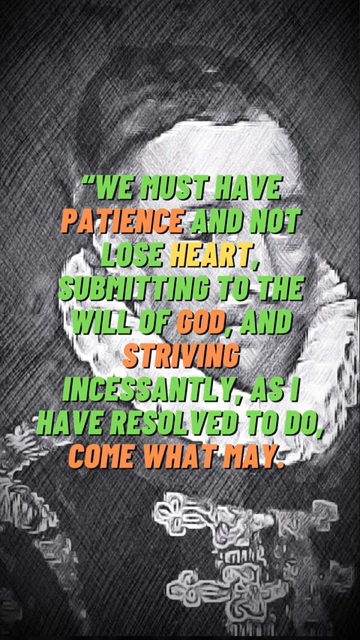 “WE MUST HAVE
PATIENCE AND NOT
LOSE HEART,
SUBMITTING TO THE
WILL OF GOD, AND
STRIVING
INCESSANTLY, AS I
HAVE RESOLVED TO DO,
COME WHAT MAY.